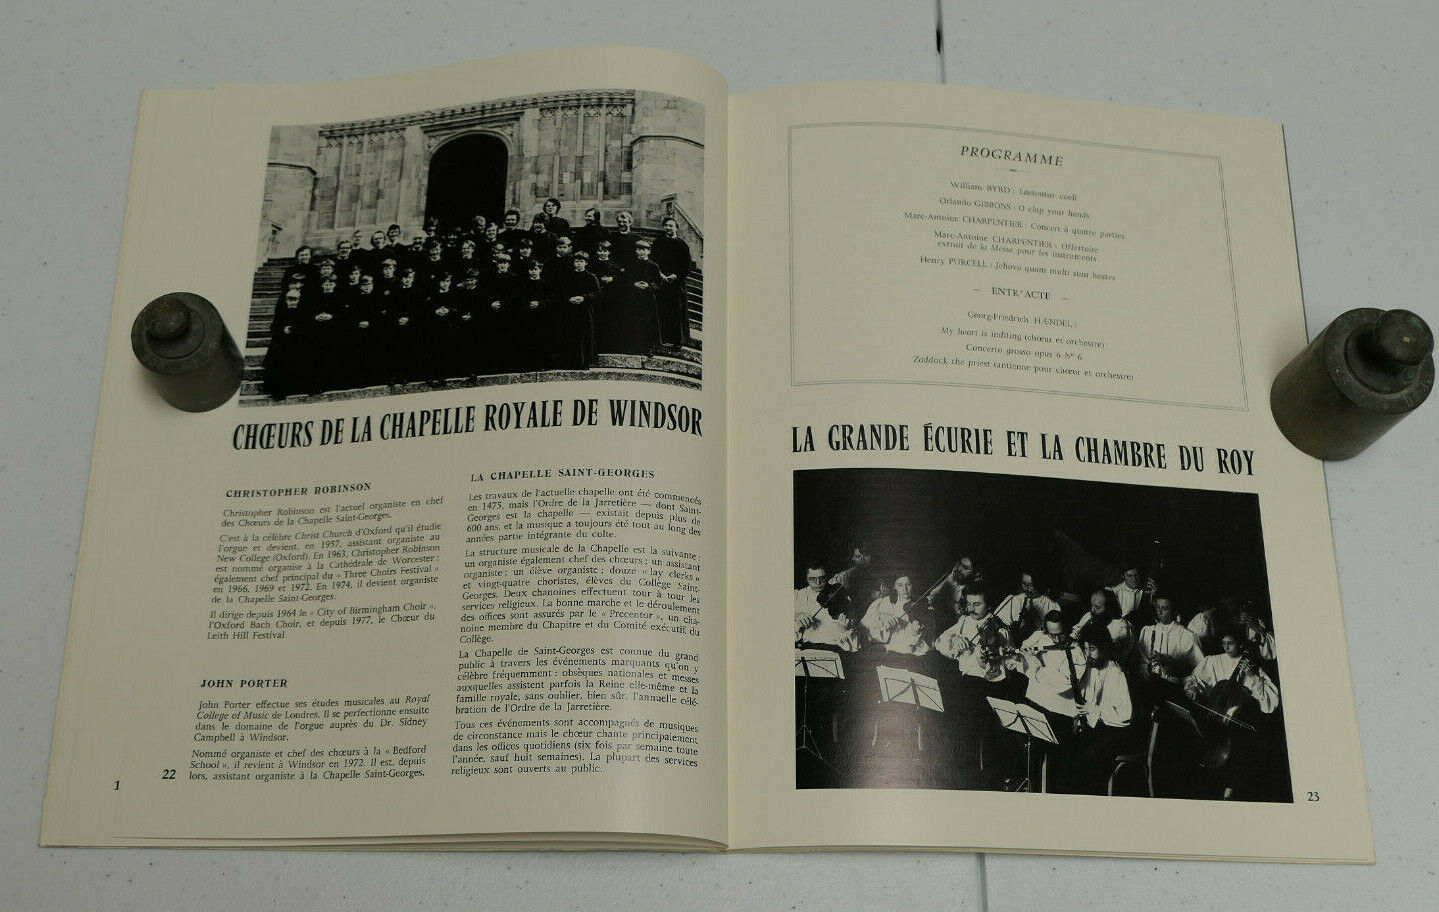 CHŒURS DE LA CHAPELLE ROYALE DE WINDSOR
CHRISTOPHER ROBINSON
Christopher Robinson est l'actuel organiste en chef
des Chœurs de la Chapelle Saint-Georges.
C'est à la célèbre Christ Church d'Oxford qu'il étudie
l'orgue et devient, en 1957, assistant organiste au
New College (Oxford). En 1963, Christopher Robinson
est nommé organise à la Cathédrale de Worcester ;
également chef principal du « Three Choirs Festival »
en 1966, 1969 et 1972. En 1974, il devient organiste
de la Chapelle Saint-Georges.
Il dirige depuis 1964 le « City of Birmingham Choir »,
l'Oxford Bach Choir, et depuis 1977, le Chœur du
Leith Hill Festival.
JOHN PORTER
John Porter effectue ses études musicales au Royal
College of Music de Londres. Il se perfectionne ensuite
dans le domaine de l'orgue auprès du Dr. Sidney
Campbell à Windsor.
Nommé organiste et chef des chœurs à la « Bedford
School », il revient à Windsor en 1972. Il est, depuis
lors, assistant organiste à la Chapelle Saint-Georges.
22
1
LA CHAPELLE SAINT-GEORGES
Les travaux de l'actuelle chapelle ont été commencés
en 1475, mais l'Ordre de la Jarretière — dont Saint-
Georges est la chapelle — existait depuis plus de
600 ans, et la musique a toujours été tout au long des
années partie intégrante du culte.
La structure musicale de la Chapelle est la suivante :
un organiste également chef des chœurs ; un assistant
organiste ; un élève organiste ; douze « lay clerks »
et vingt-quatre choristes, élèves du Collège Saint-
Georges. Deux chanoines effectuent tour à tour les
services religieux. La bonne marche et le déroulement
des offices sont assurés par le « Precentor », un cha-
noine membre du Chapitre et du Comité exécutif du
Collège.
La Chapelle de Saint-Georges est connue du grand
public à travers les événements marquants qu'on y
célèbre fréquemment : obsèques nationales et messes
auxquelles assistent parfois la Reine elle-même et la
famille royale, sans oublier, bien sûr, l'annuelle célé-
bration de l'Ordre de la Jarretière.
Tous ces événements sont accompagnés de musiques
de circonstance mais le chœur chante principalement
dans les offices quotidiens (six fois par semaine toute
l'année, sauf huit semaines). La plupart des services
religieux sont ouverts au public.
PROGRAMME
William BYRD : Laetentur coeli
Orlando GIBBONS : O clap your hands
Marc-Antoine CHARPENTIER : Concert à quatre parties
Marc-Antoine CHARPENTIER : Offertoire
extrait de la Messe pour les instruments
Henry PURCELL : Jehova quam multi sunt hostes
— ENTR'ACTE —
Georg-Friedrich HÆNDEL :
My heart is inditing (chœur et orchestre)
Concerto grosso opus 6 N° 6
Zaddock the priest (antienne pour chœur et orchestre)
LA GRANDE ÉCURIE ET LA CHAMBRE DU ROY
23